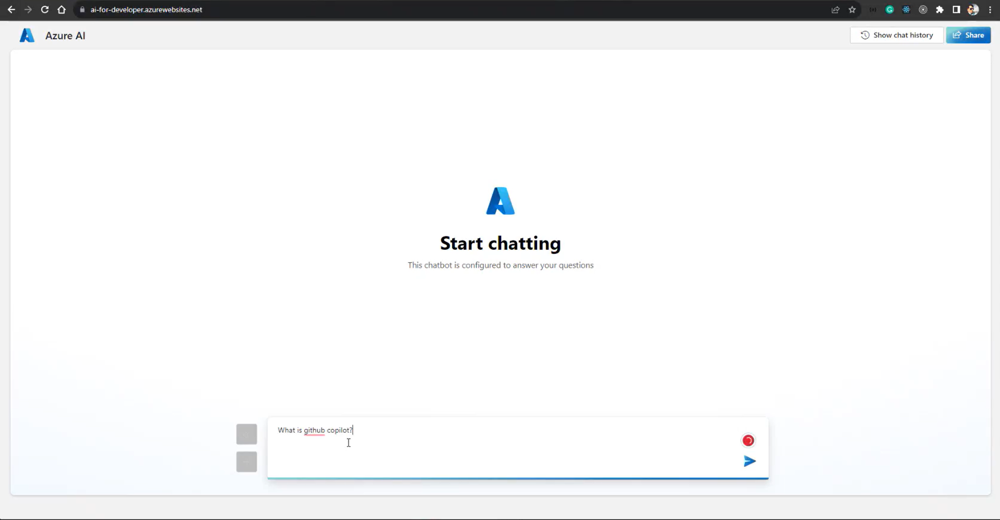 ai-for-developer.azurewebsites.net
Azure AI
Show chat history
Share
Start chatting
This chatbot is configured to answer your questions
What is github copilot?